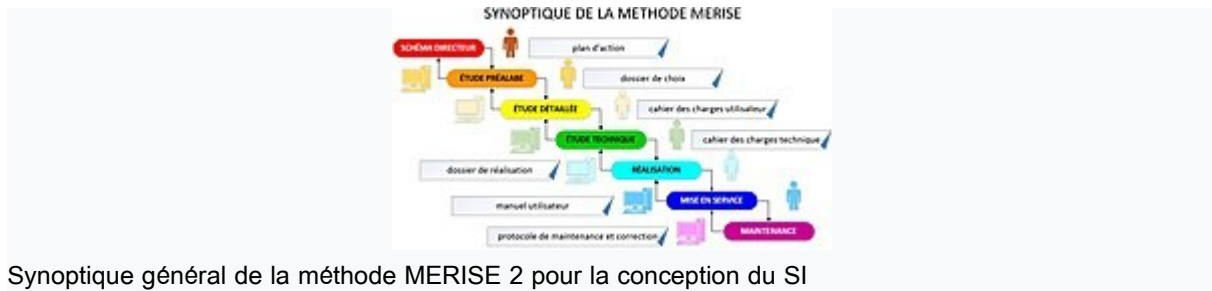 SYNOPTIQUE DE LA METHODE MERISE
SCHÉMA DIRECTEUR
plan d'action
ÉTUDE PRÉALABE
dossier de choix
ÉTUDE DÉTAILLÉE
cahier des charges utilisateur
ÉTUDE TECHNIQUE
cahier des charges technique
dossier de réalisation
RÉALISATION
manuel utilisateur
MISE EN SERVICE
protocole de maintenance et correction
MAINTENANCE
Synoptique général de la méthode MERISE 2 pour la conception du SI